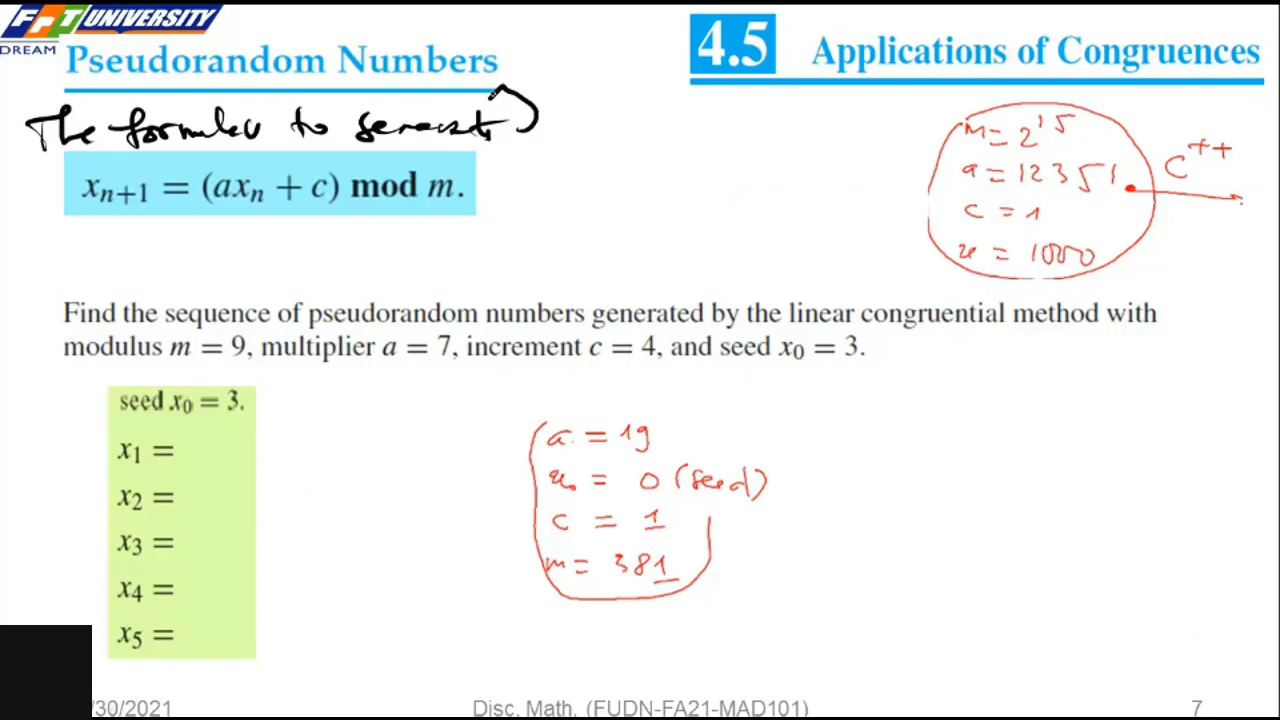 FPT UNIVERSITY
DREAM
Pseudorandom Numbers
4.5 Applications of Congruences
The formula to
xn+1 = (axn + c) mod m.
m = 2^15
a = 12351
c = 1
x = 1000
C++
Find the sequence of pseudorandom numbers generated by the linear congruential method with
modulus m = 9, multiplier a = 7, increment c = 4, and seed x0 = 3.
seed x0 = 3.
x1 =
x2 =
x3 =
x4 =
x5 =
a = 19
x0 = 0 (seed)
c = 1
m = 381
/30/2021
Disc. Math. (FUDN-FA21-MAD101)
7